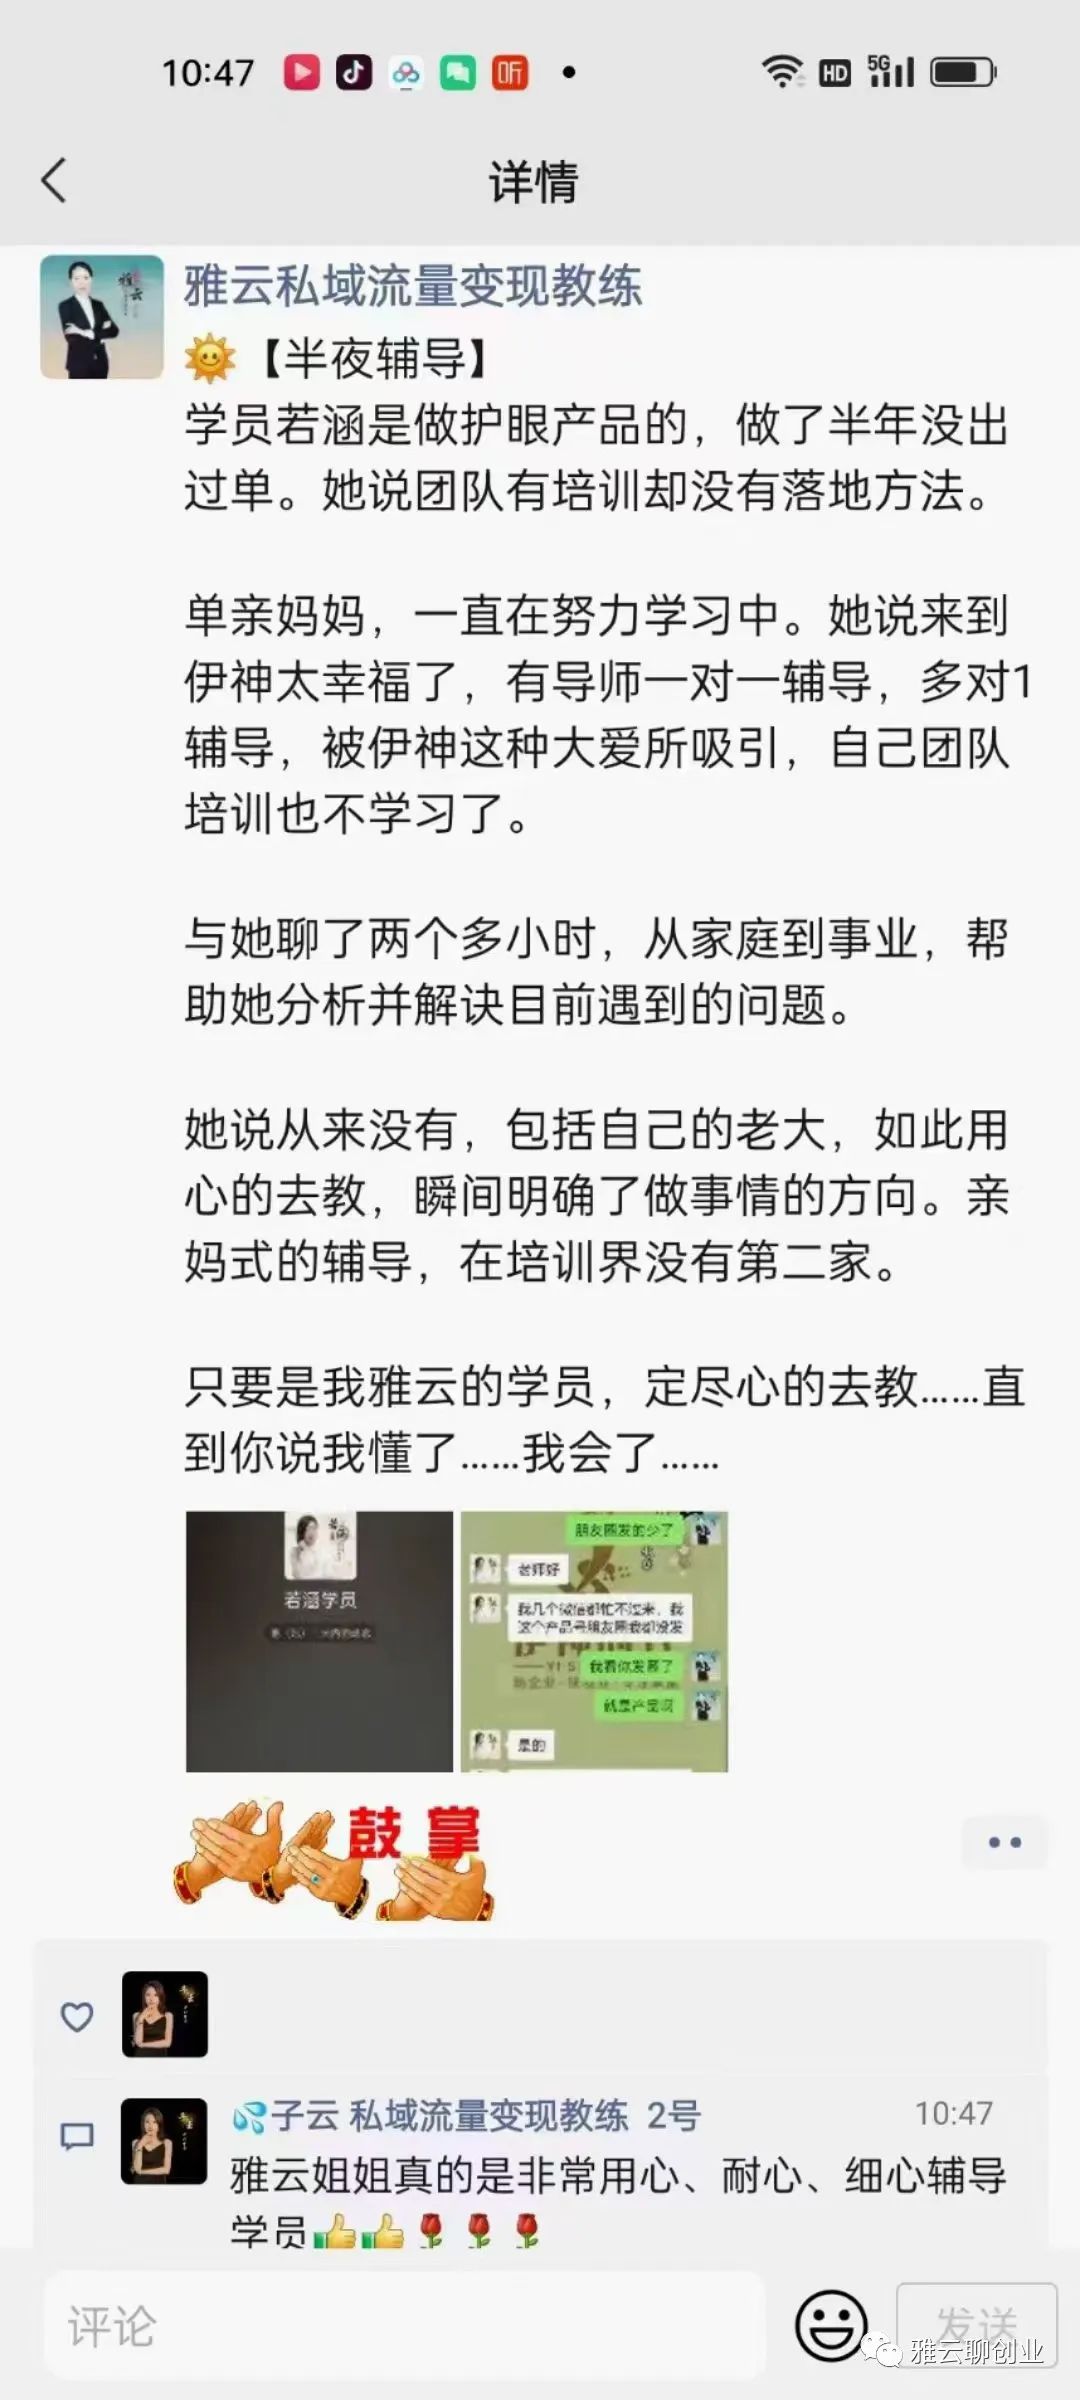 10:47
听
HD
5G
详情
雅云私域流量变现教练
【半夜辅导】
学员若涵是做护眼产品的，做了半年没出
过单。她说团队有培训却没有落地方法。
单亲妈妈，一直在努力学习中。她说来到
伊神太幸福了，有导师一对一辅导，多对1
辅导，被伊神这种大爱所吸引，自己团队
培训也不学习了。
与她聊了两个多小时，从家庭到事业，帮
助她分析并解诀目前遇到的问题。
她说从来没有，包括自己的老大，如此用
心的去教，瞬间明确了做事情的方向。亲
妈式的辅导，在培训界没有第二家。
只要是我雅云的学员，定尽心的去教……直
到你说我懂了……我会了……
若涵学员
朋友圈发的少了
老师好
我几个微信都忙不过来，我
这个产品号朋友圈我都没发
我看你发慕了
就是产品啊
是的
鼓掌
子云 私域流量变现教练 2号
10:47
雅云姐姐真的是非常用心、耐心、细心辅导
学员
评论
发送
雅云聊创业